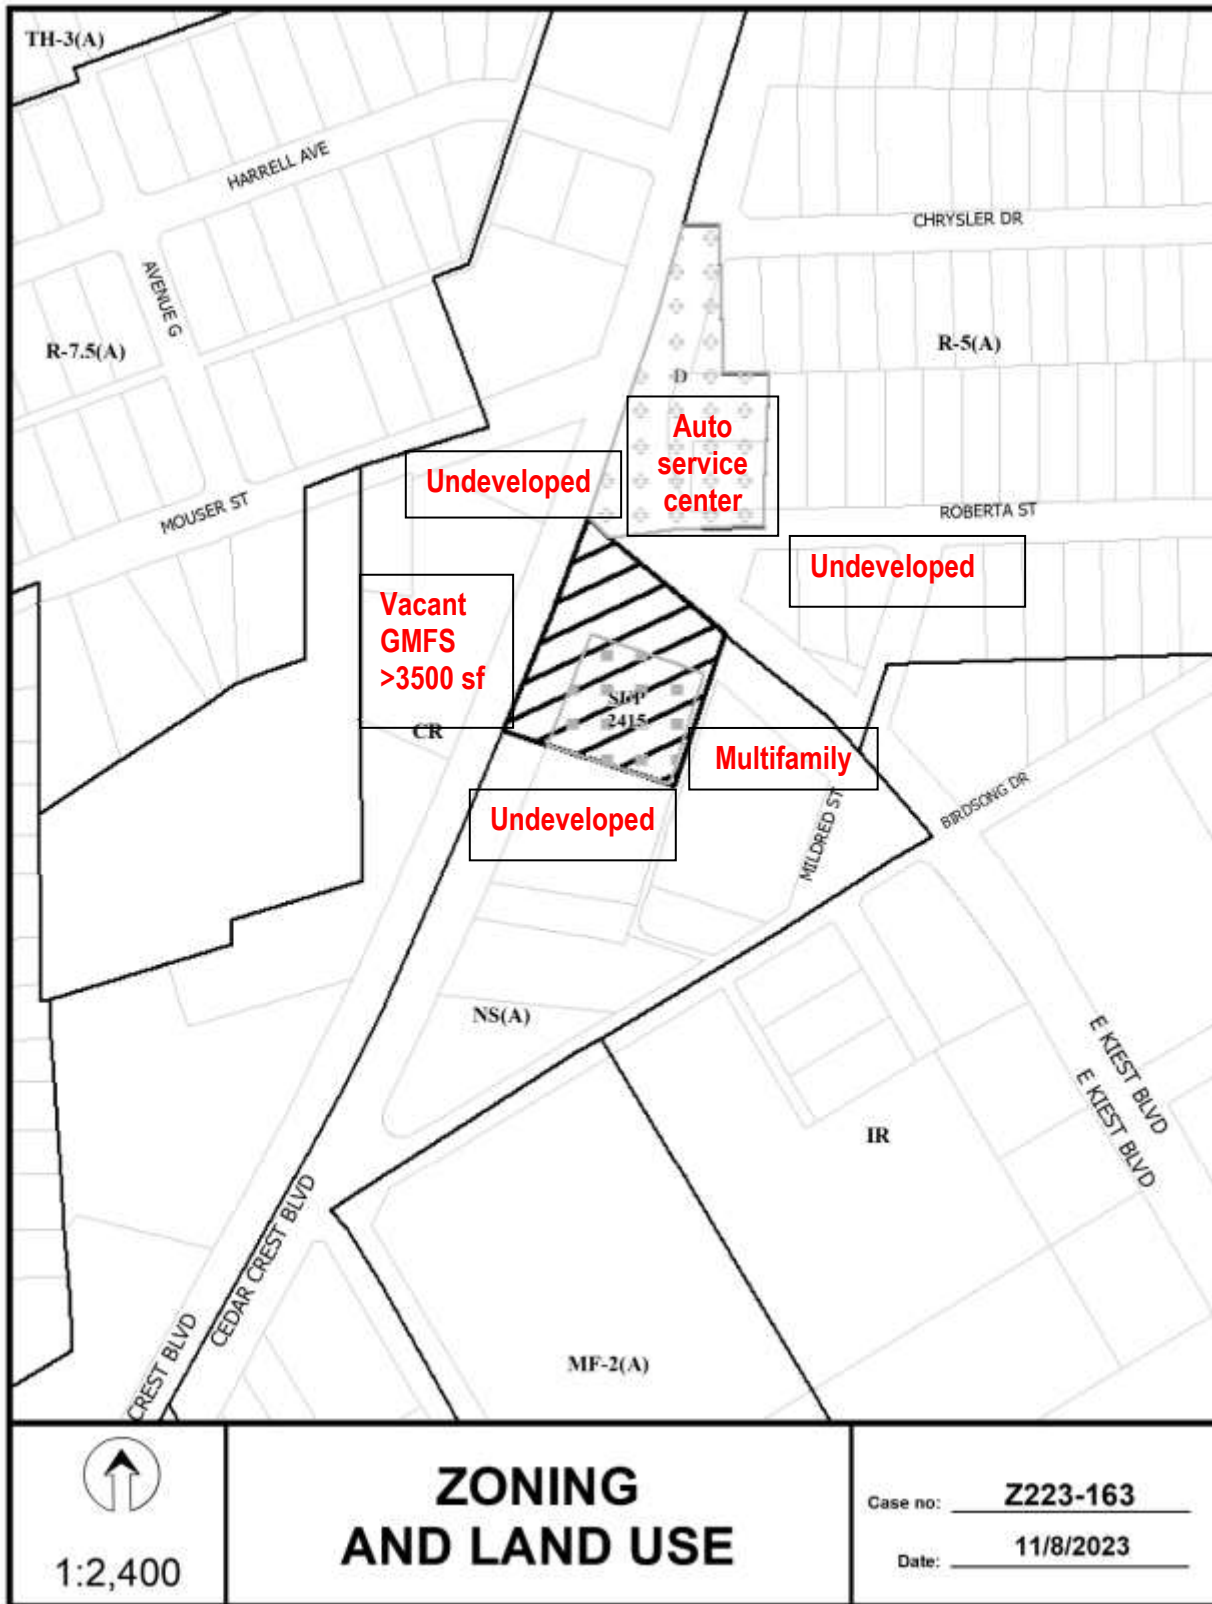 TH-3(A)
HARRELL AVE
CHRYSLER DR
AVENUE G
R-7.5(A)
R-5(A)
D
Auto
service
center
Undeveloped
MOUSER ST
ROBERTA ST
Undeveloped
Vacant
GMFS
>3500 sf
SUP
2415
CR
Multifamily
Undeveloped
MILDRED ST
BIRDSONG DR
NS(A)
E KIEST BLVD
E KIEST BLVD
IR
CEDAR CREST BLVD
CREST BLVD
MF-2(A)
1:2,400
ZONING
AND LAND USE
Case no: Z223-163
Date: 11/8/2023